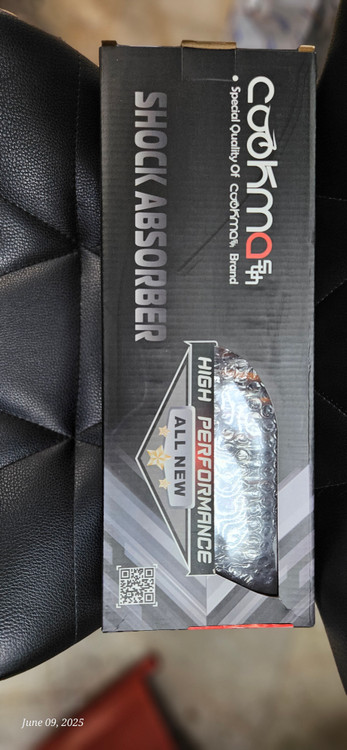 COOKMA
Special Quality Of COOKMA Brand
SHOCK ABSORBER
HIGH PERFORMANCE
ALL NEW
June 09, 2025